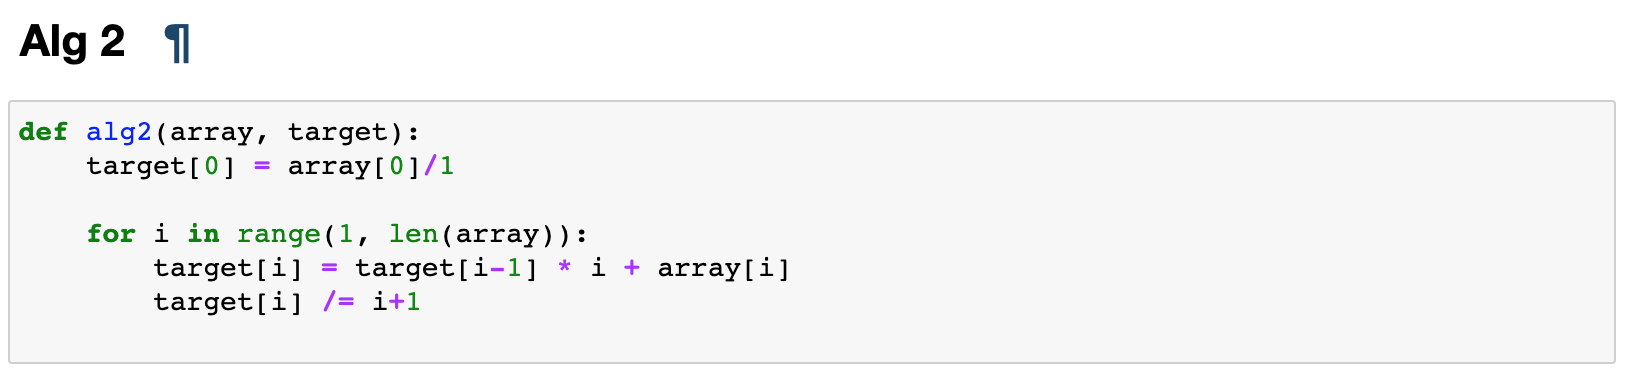 Alg 2 ¶
def alg2(array, target):
    target[0] = array[0]/1
    for i in range(1, len(array)):
        target[i] = target[i-1] * i + array[i]
        target[i] /= i+1